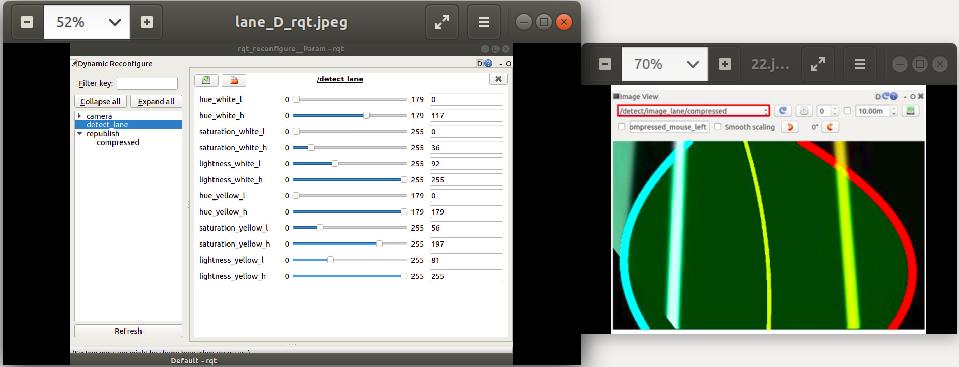 52%
lane_D_rqt.jpeg
rqt_reconfigure__Param - rqt
Dynamic Reconfigure
Filter key:
Collapse all Expand all
camera
detect_lane
republish
compressed
Refresh
/detect_lane
hue_white_l 0 179 0
hue_white_h 0 179 117
saturation_white_l 0 255 0
saturation_white_h 0 255 36
lightness_white_l 0 255 92
lightness_white_h 0 255 255
hue_yellow_l 0 179 0
hue_yellow_h 0 179 179
saturation_yellow_l 0 255 56
saturation_yellow_h 0 255 197
lightness_yellow_l 0 255 81
lightness_yellow_h 0 255 255
Default - rqt
70%
22.j...
Image View
/detect/image_lane/compressed
0
10.00m
ompressed_mouse_left
Smooth scaling
0°